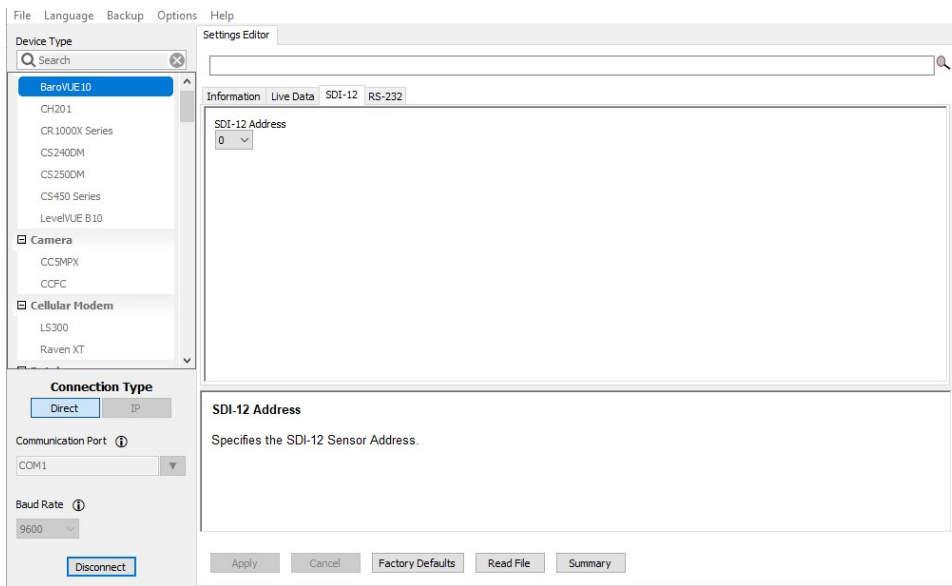 File Language Backup Options Help
Device Type
Search
BaroVUE10
CH201
CR1000X Series
CS240DM
CS250DM
CS450 Series
LevelVUE B10
Camera
CC5MPX
CCFC
Cellular Modem
LS300
Raven XT
Connection Type
Direct IP
Communication Port
COM1
Baud Rate
9600
Disconnect
Settings Editor
Information Live Data SDI-12 RS-232
SDI-12 Address
0
SDI-12 Address
Specifies the SDI-12 Sensor Address.
Apply Cancel Factory Defaults Read File Summary